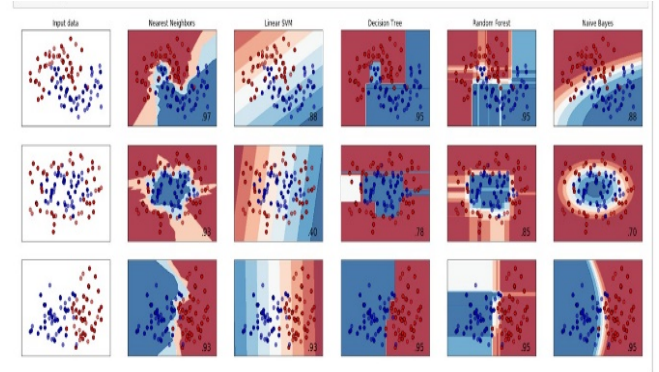 Input data Nearest Neighbors Linear SVM Decision Tree Random Forest Naive Bayes
.97 .88 .95 .95 .88
.93 .40 .78 .85 .70
.93 .93 .95 .95 .95